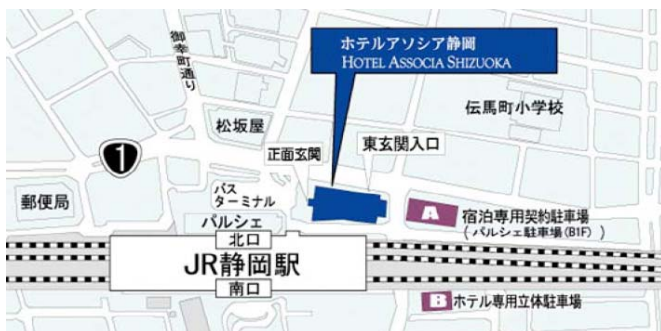 御幸町通り
ホテルアソシア静岡
HOTEL ASSOCIA SHIZUOKA
伝馬町小学校
松坂屋
1
正面玄関
東玄関入口
郵便局
バス
ターミナル
パルシェ
A
宿泊専用契約駐車場
(パルシェ駐車場(B1F))
北口
JR静岡駅
南口
B
ホテル専用立体駐車場